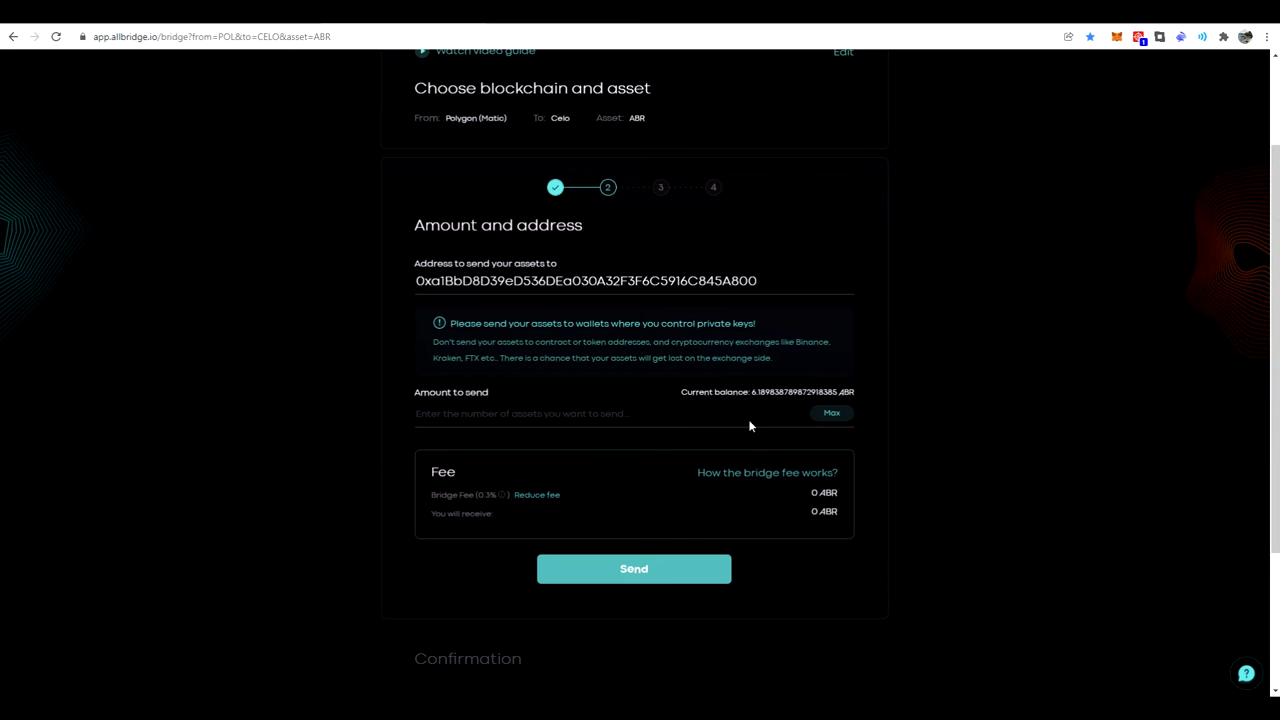 app.allbridge.io/bridge?from=POL&to=CELO&asset=ABR
1
Watch video guide
Edit
Choose blockchain and asset
From: Polygon (Matic) To: Celo Asset: ABR
2 3 4
Amount and address
Address to send your assets to
0xa1BbD8D39eD536DEa030A32F3F6C5916C845A800
Please send your assets to wallets where you control private keys!
Don't send your assets to contract or token addresses, and cryptocurrency exchanges like Binance,
Kraken, FTX etc.. There is a chance that your assets will get lost on the exchange side.
Amount to send Current balance: 6.189838789872918385 ABR
Enter the number of assets you want to send... Max
Fee How the bridge fee works?
Bridge Fee (0.3% ) Reduce fee 0 ABR
You will receive: 0 ABR
Send
Confirmation
?